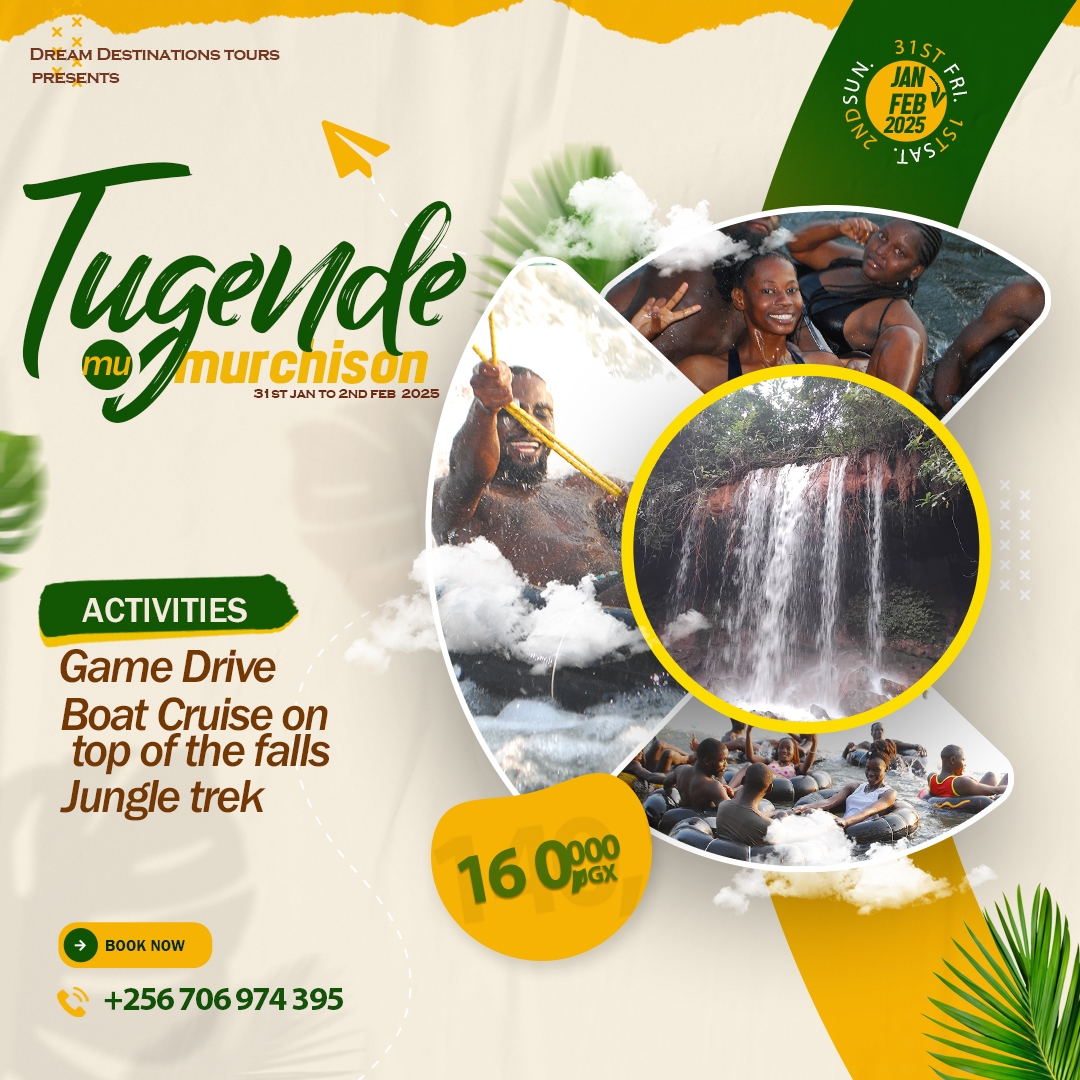 Dream Destinations tours
presents
31ST FRI. 1ST SAT. 2ND SUN.
JAN
FEB
2025
Tugende
mu murchison
31st Jan to 2nd Feb 2025
ACTIVITIES
Game Drive
Boat Cruise on
top of the falls
Jungle trek
160,000
UGX
BOOK NOW
+256 706 974 395